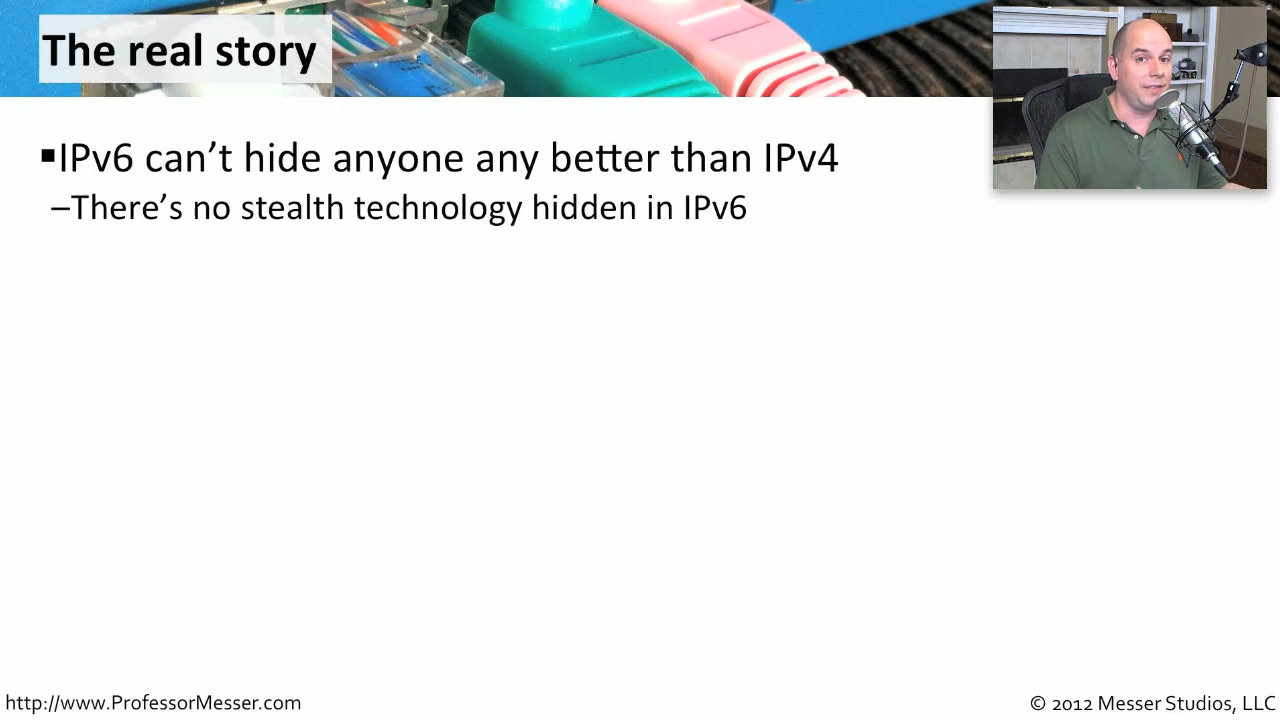 The real story
▪IPv6 can’t hide anyone any better than IPv4
–There’s no stealth technology hidden in IPv6
http://www.ProfessorMesser.com
© 2012 Messer Studios, LLC